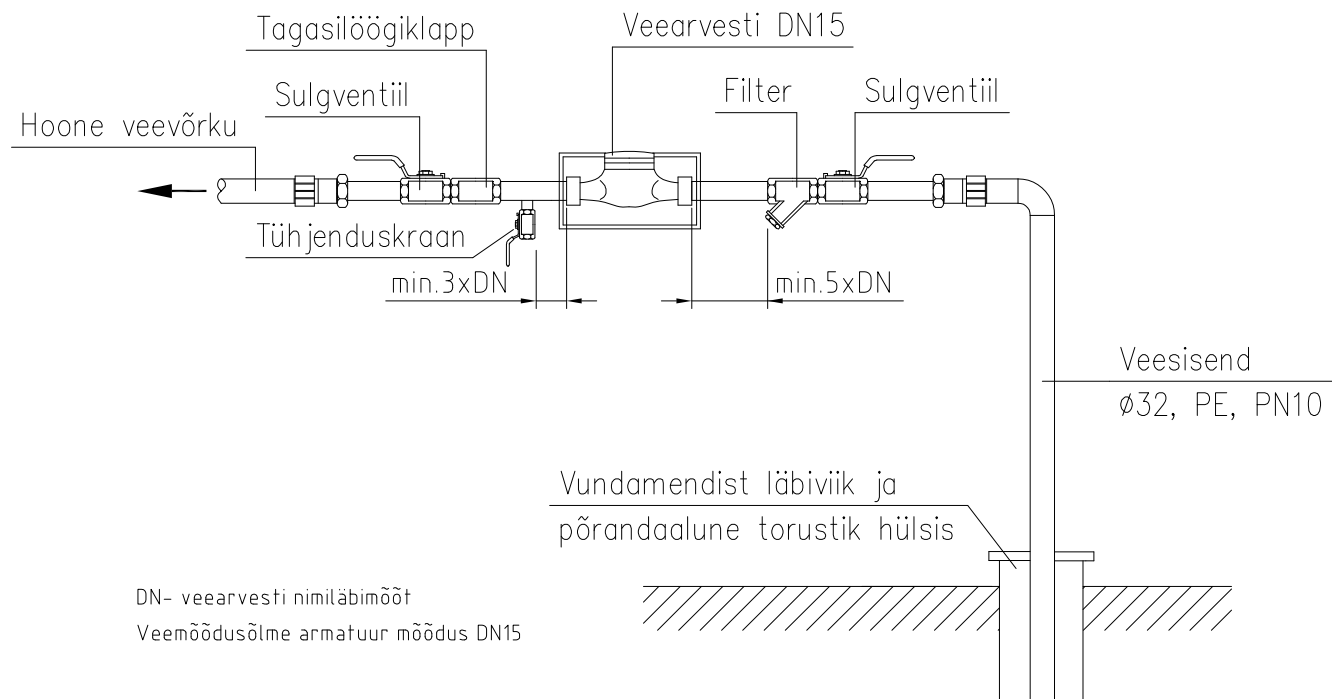 Tagasilöögiklapp
Veearvesti DN15
Sulgventiil
Filter
Sulgventiil
Hoone veevõrku
Tühjenduskraan
min.3xDN
min.5xDN
Veesisend
Ø32, PE, PN10
Vundamendist läbiviik ja
põrandaalune torustik hülsis
DN- veearvesti nimiläbimõõt
Veemõõdusõlme armatuur mõõdus DN15